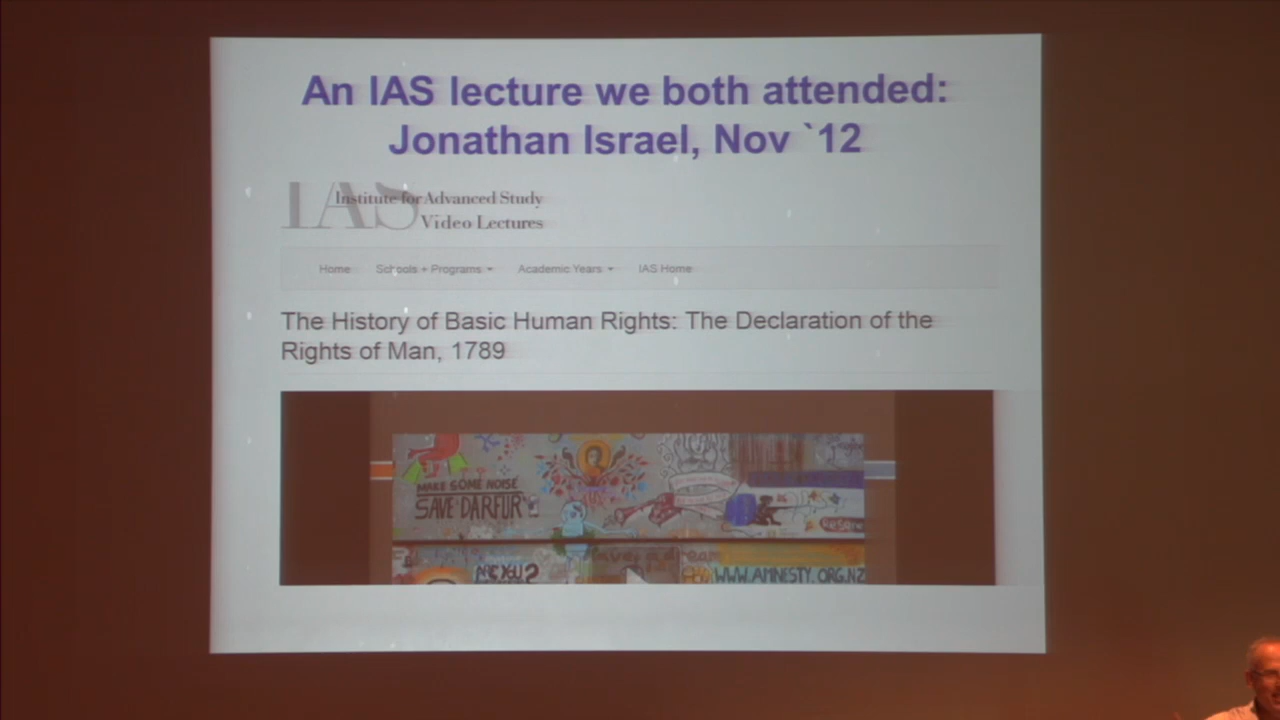 An IAS lecture we both attended:
Jonathan Israel, Nov `12
IAS
Institute for Advanced Study
Video Lectures
Home Schools + Programs Academic Years IAS Home
The History of Basic Human Rights: The Declaration of the
Rights of Man, 1789
MAKE SOME NOISE
SAVE DARFUR
WWW.AMNESTY.ORG.NZ